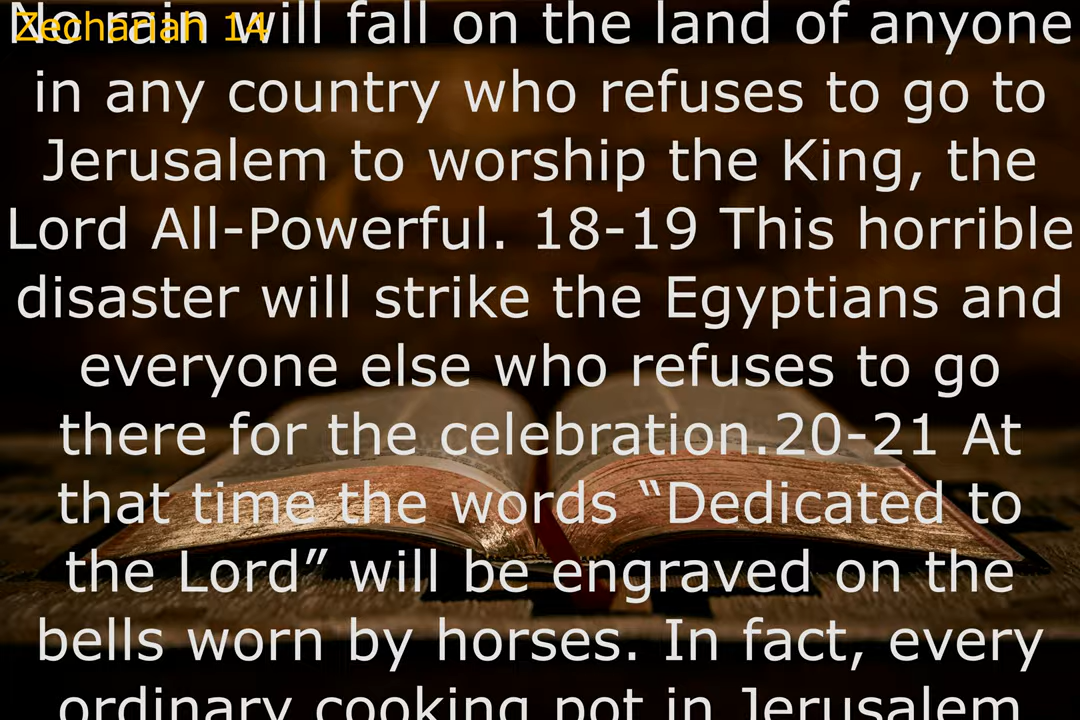 Zechariah 14
No rain will fall on the land of anyone
in any country who refuses to go to
Jerusalem to worship the King, the
Lord All-Powerful. 18-19 This horrible
disaster will strike the Egyptians and
everyone else who refuses to go
there for the celebration.20-21 At
that time the words “Dedicated to
the Lord” will be engraved on the
bells worn by horses. In fact, every
ordinary cooking pot in Jerusalem